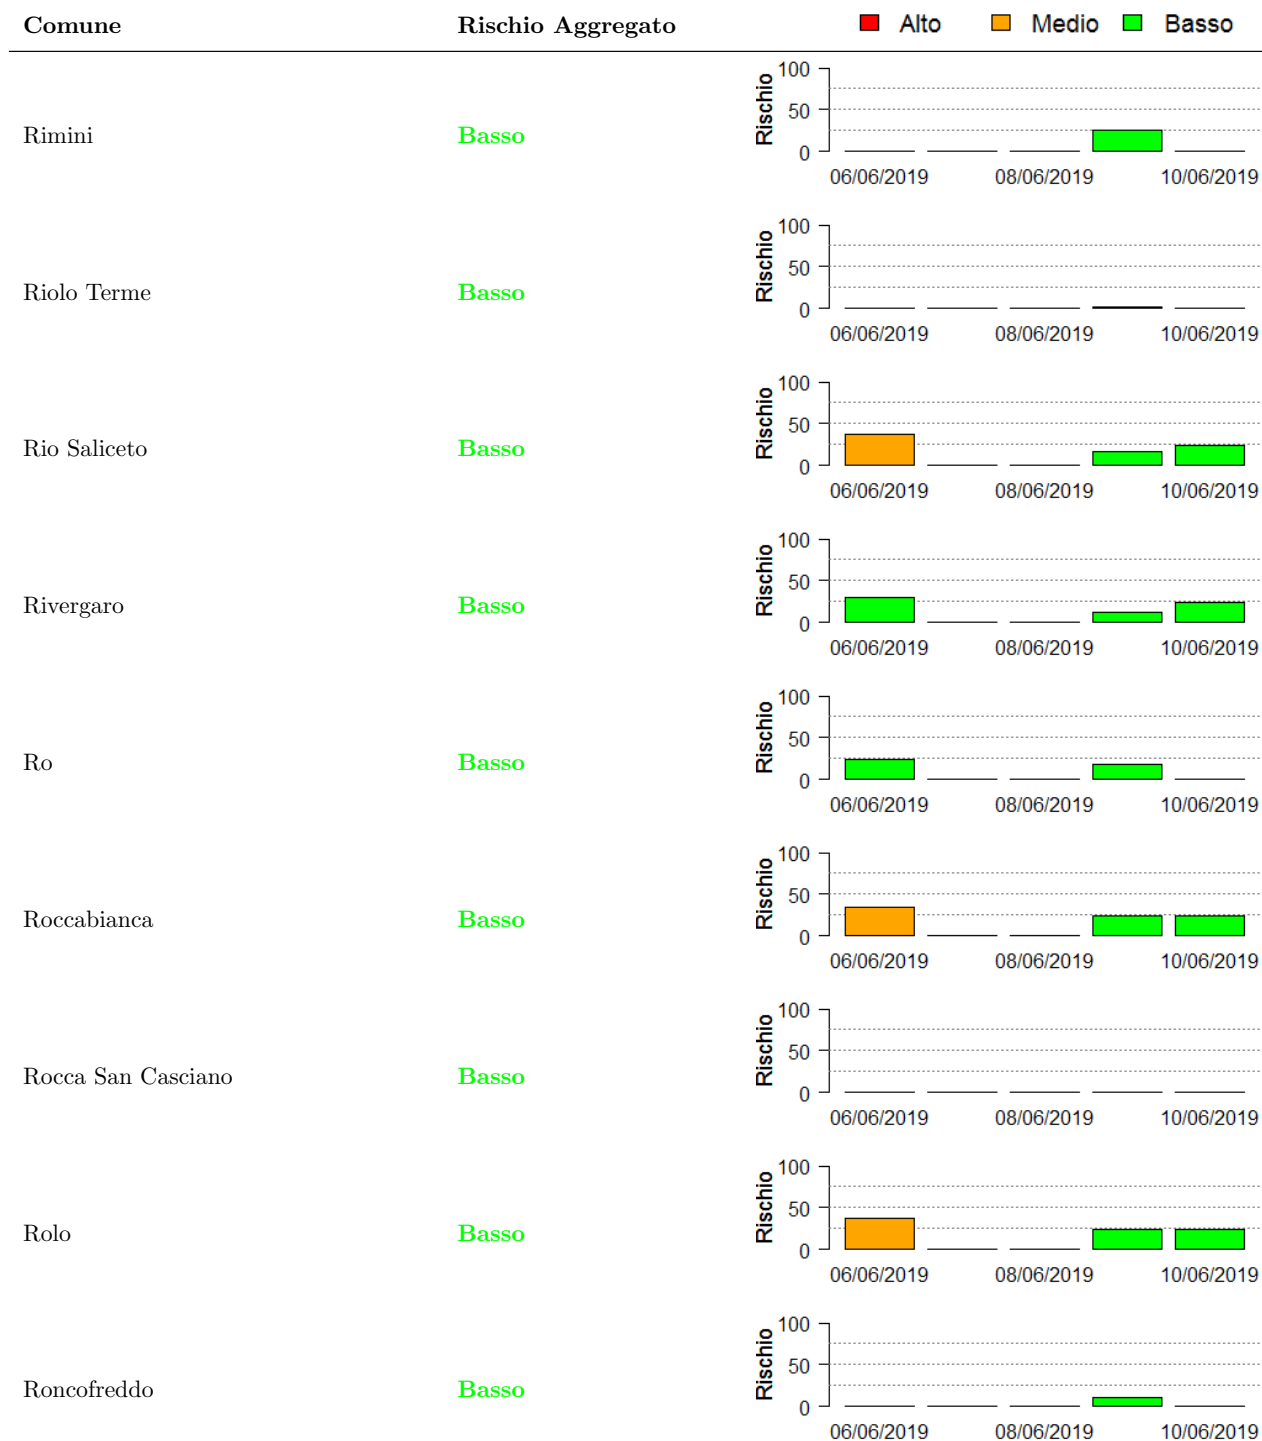 Comune Rischio Aggregato Alto Medio Basso
100
50
0
Rischio
Rimini Basso
06/06/2019 08/06/2019 10/06/2019
100
50
0
Rischio
Riolo Terme Basso
06/06/2019 08/06/2019 10/06/2019
100
50
0
Rischio
Rio Saliceto Basso
06/06/2019 08/06/2019 10/06/2019
100
50
0
Rischio
Rivergaro Basso
06/06/2019 08/06/2019 10/06/2019
100
50
0
Rischio
Ro Basso
06/06/2019 08/06/2019 10/06/2019
100
50
0
Rischio
Roccabianca Basso
06/06/2019 08/06/2019 10/06/2019
100
50
0
Rischio
Rocca San Casciano Basso
06/06/2019 08/06/2019 10/06/2019
100
50
0
Rischio
Rolo Basso
06/06/2019 08/06/2019 10/06/2019
100
50
0
Rischio
Roncofreddo Basso
06/06/2019 08/06/2019 10/06/2019